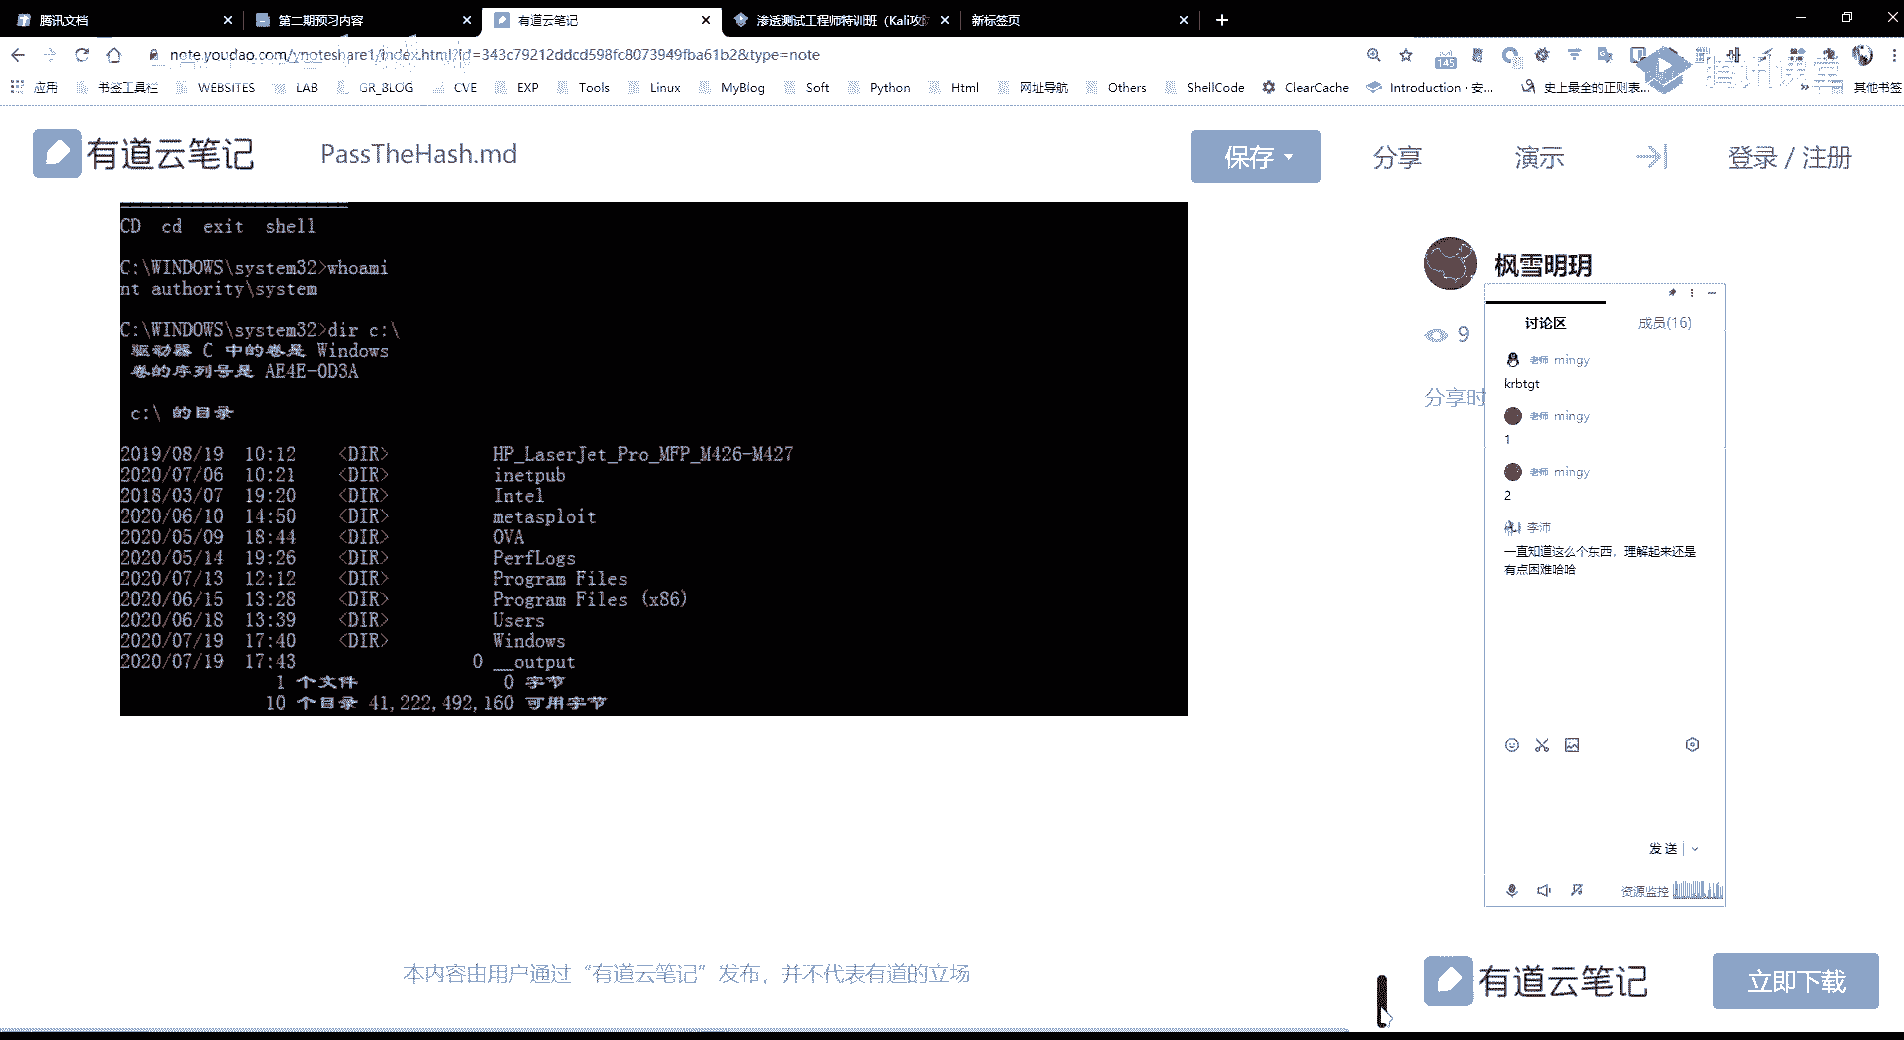 腾讯文档
第二期预习内容
有道云笔记
渗透测试工程师特训班（Kali攻
新标签页
note.youdao.com/ynoteshare1/index.html?id=343c79212ddcd598fc8073949fba61b28&type=note
145
应用 书签工具栏 WEBSITES LAB GR_BLOG CVE EXP Tools Linux MyBlog Soft Python Html 网址导航 Others ShellCode ClearCache Introduction · 安... 史上最全的正则表... » 其他书签
腾讯课堂
有道云笔记 PassTheHash.md 保存 分享 演示 登录 / 注册
CD cd exit shell
C:\WINDOWS\system32>whoami
nt authority\system
C:\WINDOWS\system32>dir c:\
驱动器 C 中的卷是 Windows
卷的序列号是 AE4E-0D3A
c:\ 的目录
2019/08/19 10:12 <DIR> HP_LaserJet_Pro_MFP_M426-M427
2020/07/06 10:21 <DIR> inetpub
2018/03/07 19:20 <DIR> Intel
2020/06/10 14:50 <DIR> metasploit
2020/05/09 18:44 <DIR> OVA
2020/05/14 19:26 <DIR> PerfLogs
2020/07/13 12:12 <DIR> Program Files
2020/06/15 13:28 <DIR> Program Files (x86)
2020/06/18 13:39 <DIR> Users
2020/07/19 17:40 <DIR> Windows
2020/07/19 17:43 0 __output
1 个文件 0 字节
10 个目录 41,222,492,160 可用字节
枫雪明玥
9
分享时
讨论区 成员(16)
老师 mingy
krbtgt
老师 mingy
1
老师 mingy
2
李沛
一直知道这么个东西，理解起来还是
有点困难哈哈
发送
资源监控
本内容由用户通过“有道云笔记”发布，并不代表有道的立场
有道云笔记 立即下载